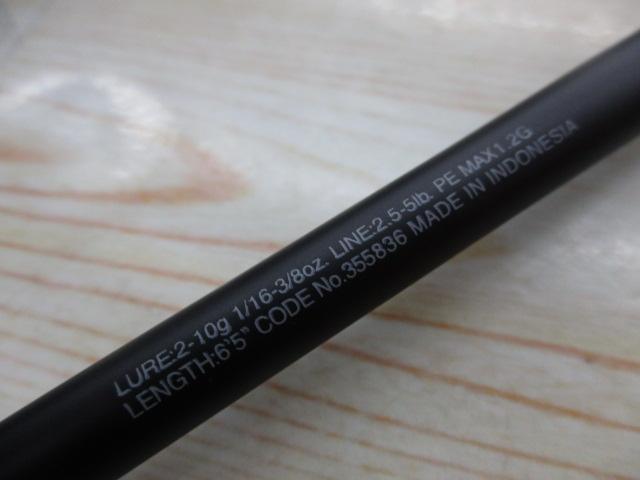 LURE:2-10g 1/16-3/8oz. LINE:2.5-5lb. PE MAX1.2G
LENGTH:6'5" CODE No.355836 MADE IN INDONESIA